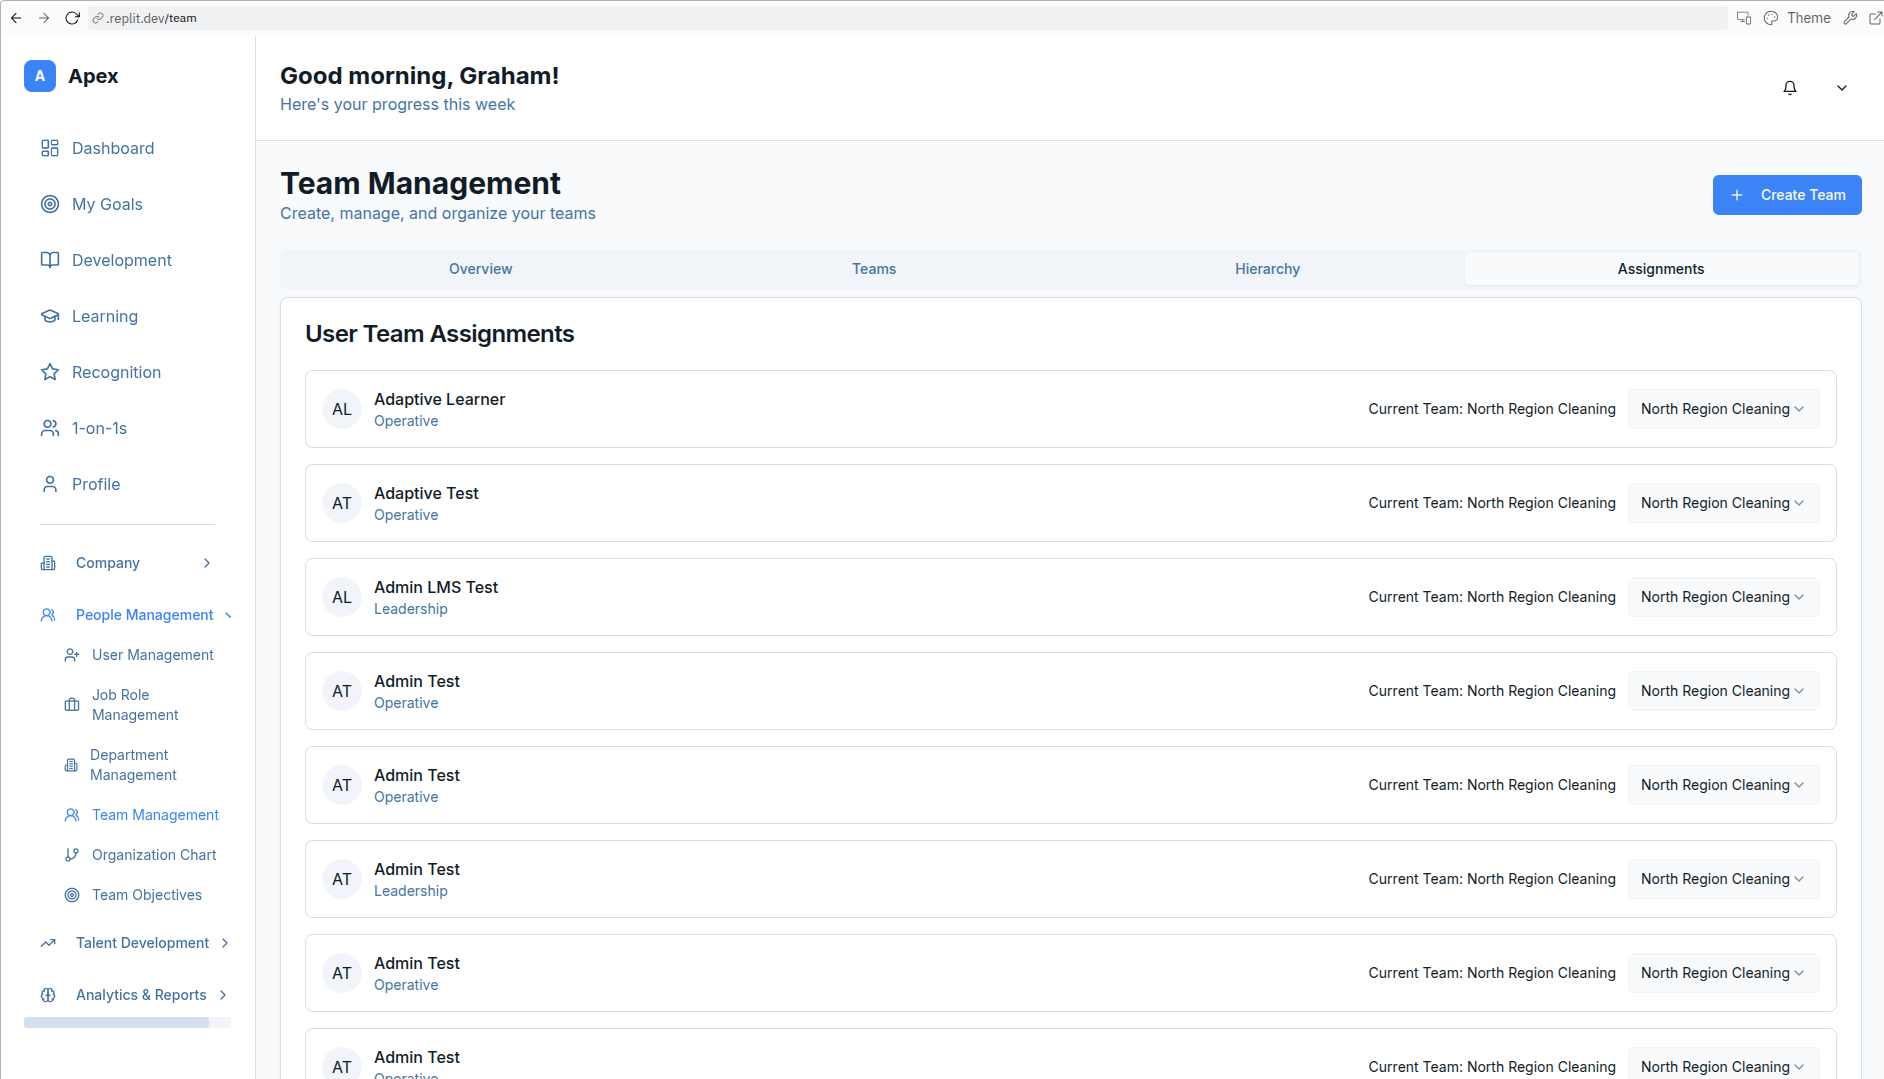 .replit.dev/team
Theme
A
Apex
Dashboard
My Goals
Development
Learning
Recognition
1-on-1s
Profile
Company
People Management
User Management
Job Role
Management
Department
Management
Team Management
Organization Chart
Team Objectives
Talent Development
Analytics & Reports
Good morning, Graham!
Here's your progress this week
Team Management
Create, manage, and organize your teams
Create Team
Overview
Teams
Hierarchy
Assignments
User Team Assignments
AL
Adaptive Learner
Operative
Current Team: North Region Cleaning
North Region Cleaning
AT
Adaptive Test
Operative
Current Team: North Region Cleaning
North Region Cleaning
AL
Admin LMS Test
Leadership
Current Team: North Region Cleaning
North Region Cleaning
AT
Admin Test
Operative
Current Team: North Region Cleaning
North Region Cleaning
AT
Admin Test
Operative
Current Team: North Region Cleaning
North Region Cleaning
AT
Admin Test
Leadership
Current Team: North Region Cleaning
North Region Cleaning
AT
Admin Test
Operative
Current Team: North Region Cleaning
North Region Cleaning
AT
Admin Test
Operative
Current Team: North Region Cleaning
North Region Cleaning